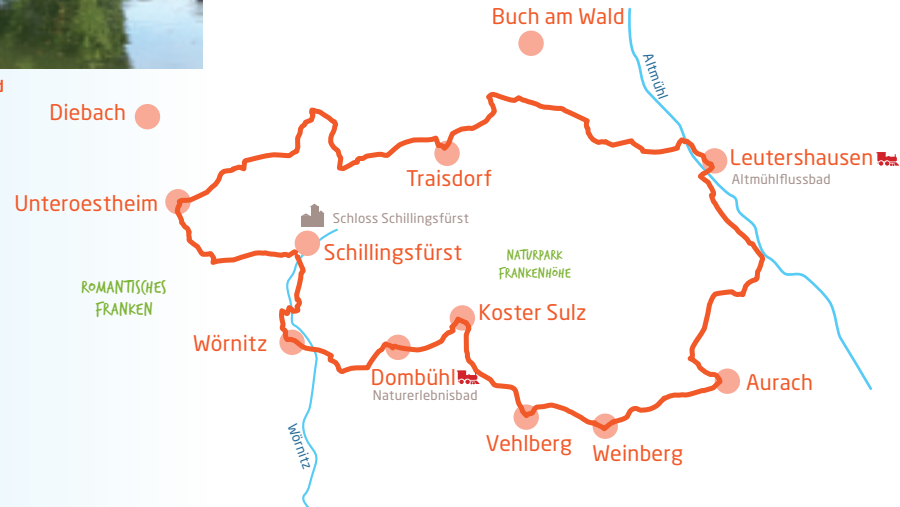 Buch am Wald
Altmühl
d
Diebach
Leutershausen
Altmühlflussbad
Traisdorf
Unteroestheim
Schloss Schillingsfürst
Schillingsfürst
NATURPARK
FRANKENHÖHE
ROMANTISCHES
FRANKEN
Koster Sulz
Wörnitz
Dombühl
Naturerlebnisbad
Aurach
Wörnitz
Vehlberg
Weinberg